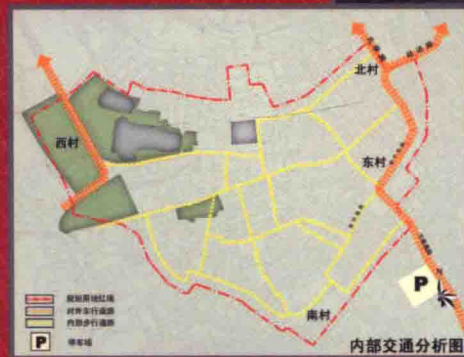 北村
西村
东村
P
南村
规划用地红线
对外车行道路
内部步行道路
P 停车场
内部交通分析图